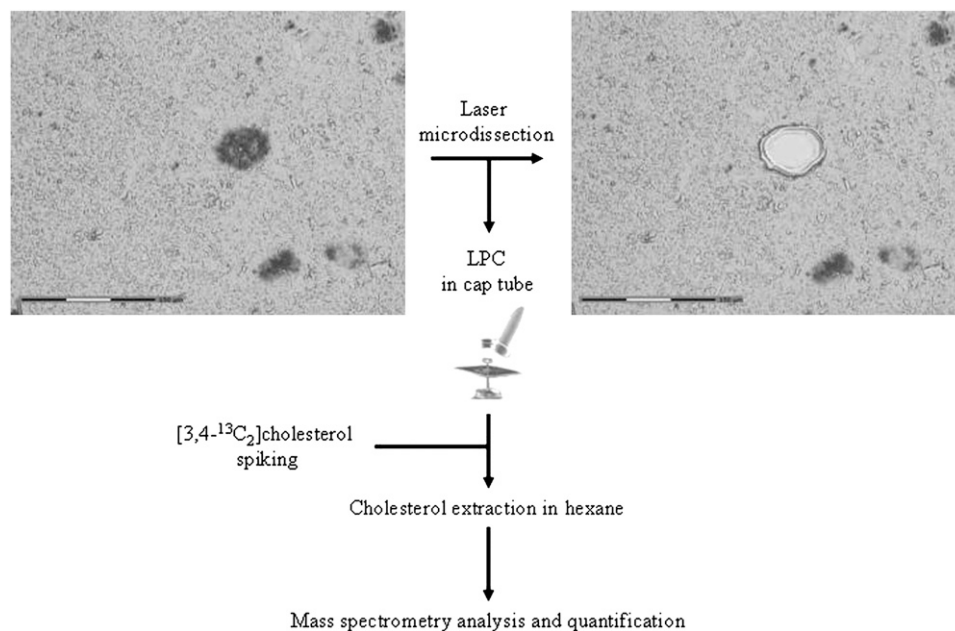 Laser
microdissection
LPC
in cap tube
[3,4-¹³C₂]cholesterol
spiking
Cholesterol extraction in hexane
Mass spectrometry analysis and quantification